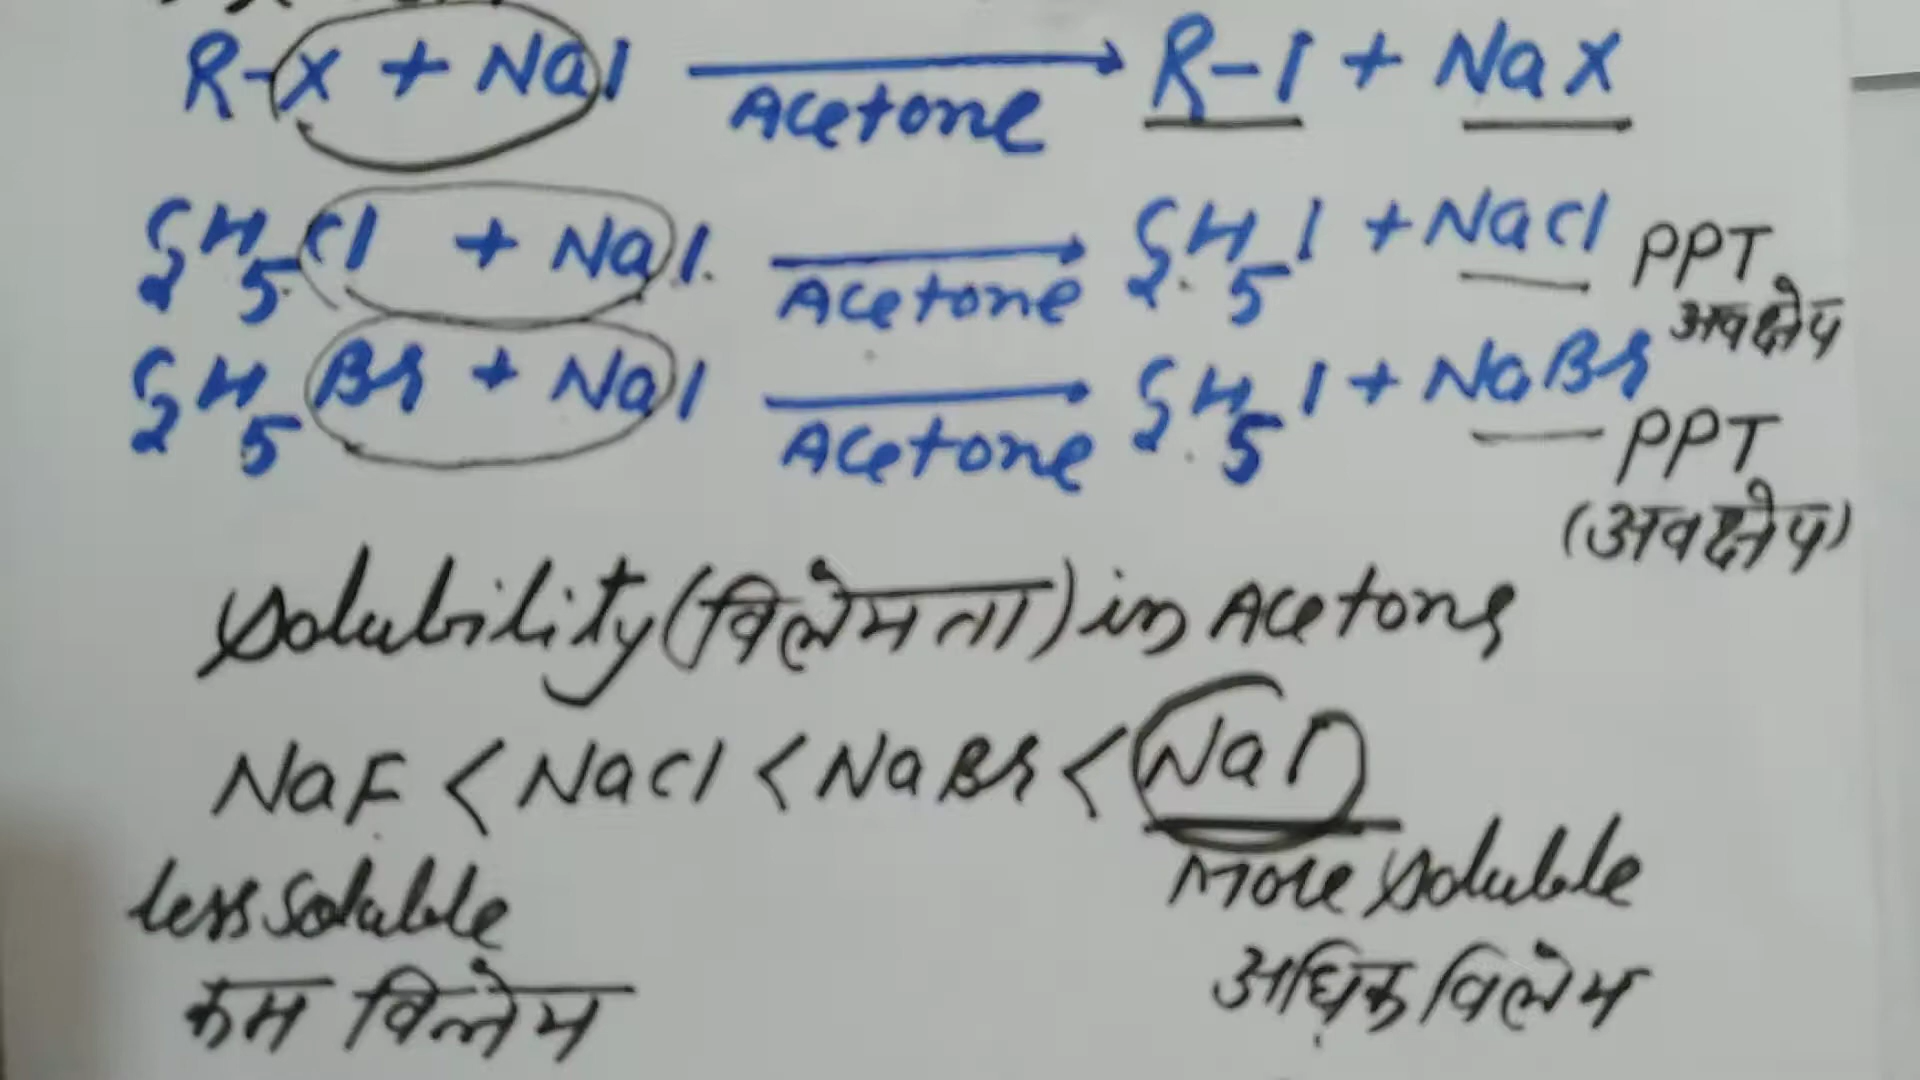 R-X + NaI → R-I + NaX
Acetone
C2H5Cl + NaI. → C2H5I + NaCl PPT
Acetone अवक्षेप
C2H5Br + NaI → C2H5I + NaBr PPT
Acetone (अवक्षेप)
Solubility (विलेयता) in Acetone
NaF < NaCl < NaBr < NaI
less soluble More soluble
कम विलेय अधिक विलेय